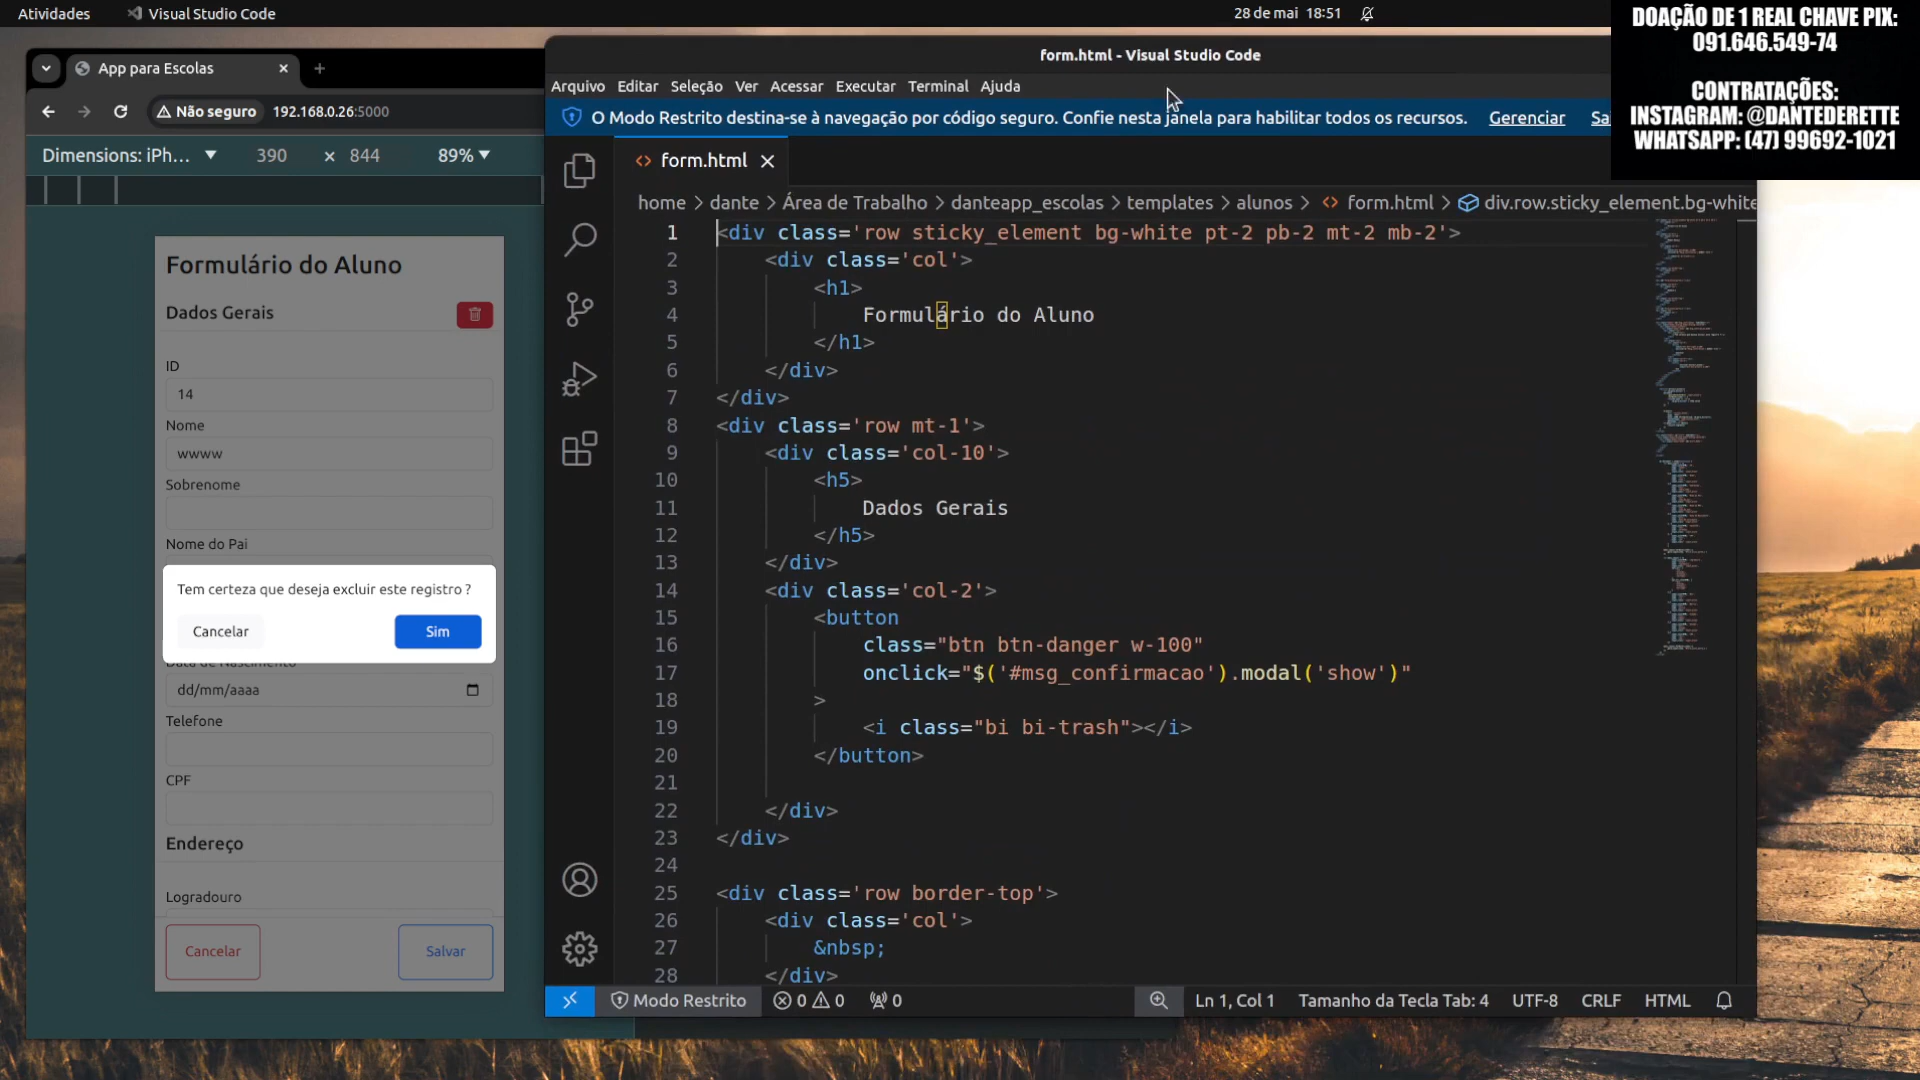 Atividades
Visual Studio Code
28 de mai 18:51
DOAÇÃO DE 1 REAL CHAVE PIX:
091.646.549-74
CONTRATAÇÕES:
INSTAGRAM: @DANTEDERETTE
WHATSAPP: (47) 99692-1021
App para Escolas
Não seguro
192.168.0.26:5000
Dimensions: iPh...
390
×
844
89%
Formulário do Aluno
Dados Gerais
ID
14
Nome
wwww
Sobrenome
Nome do Pai
Tem certeza que deseja excluir este registro ?
Cancelar
Sim
Data de Nascimento
dd/mm/aaaa
Telefone
CPF
Endereço
Logradouro
Cancelar
Salvar
form.html - Visual Studio Code
Arquivo Editar Seleção Ver Acessar Executar Terminal Ajuda
O Modo Restrito destina-se à navegação por código seguro. Confie nesta janela para habilitar todos os recursos. Gerenciar
<> form.html
home > dante > Área de Trabalho > danteapp_escolas > templates > alunos > <> form.html > div.row.sticky_element.bg-white
1 <div class='row sticky_element bg-white pt-2 pb-2 mt-2 mb-2'>
2 <div class='col'>
3 <h1>
4 Formulário do Aluno
5 </h1>
6 </div>
7 </div>
8 <div class='row mt-1'>
9 <div class='col-10'>
10 <h5>
11 Dados Gerais
12 </h5>
13 </div>
14 <div class='col-2'>
15 <button
16 class="btn btn-danger w-100"
17 onclick="$('#msg_confirmacao').modal('show')"
18 >
19 <i class="bi bi-trash"></i>
20 </button>
21
22 </div>
23 </div>
24
25 <div class='row border-top'>
26 <div class='col'>
27 &nbsp;
28 </div>
Modo Restrito
0
0
0
Ln 1, Col 1
Tamanho da Tecla Tab: 4
UTF-8
CRLF
HTML